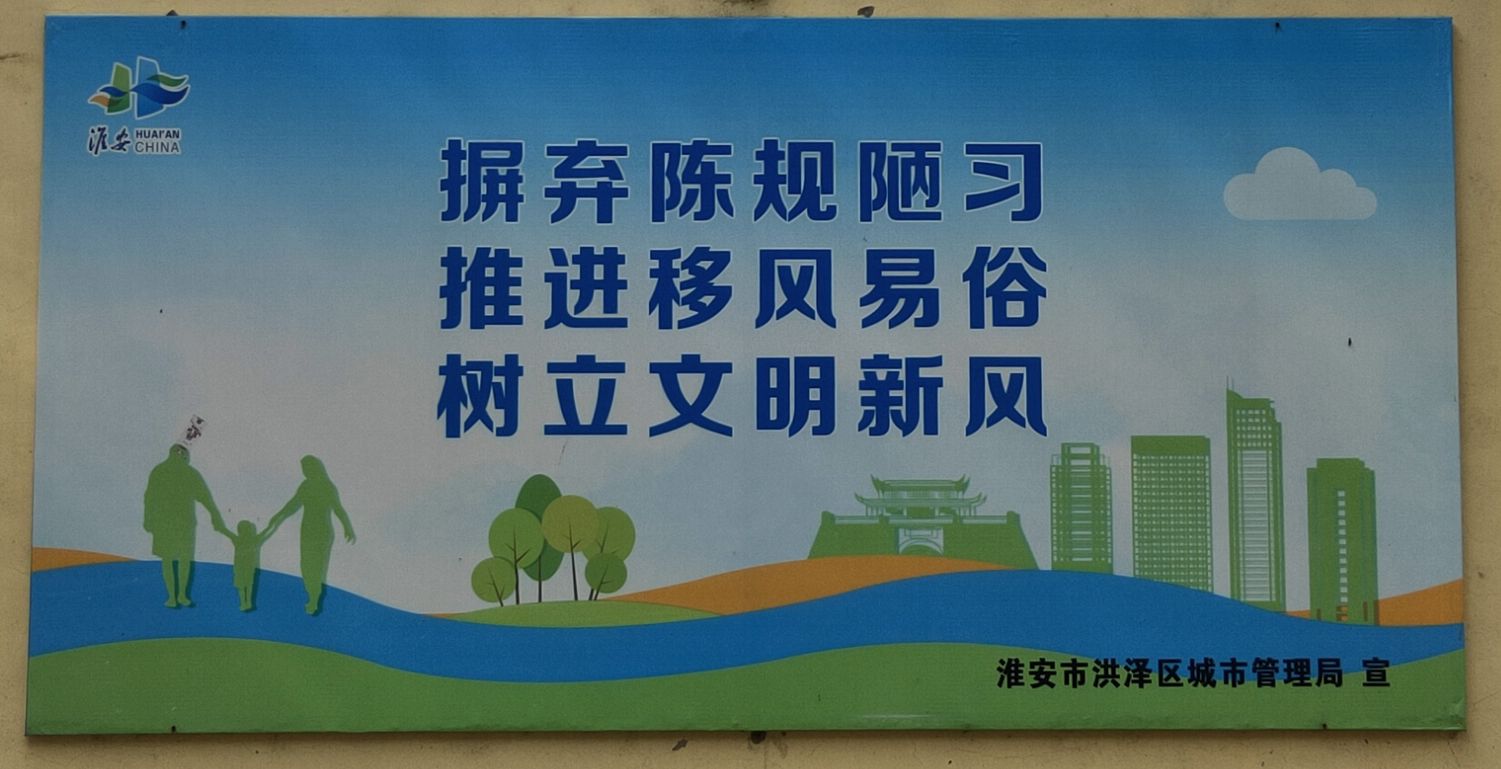 淮安 HUAI'AN
CHINA
摒弃陈规陋习
推进移风易俗
树立文明新风
淮安市洪泽区城市管理局 宣